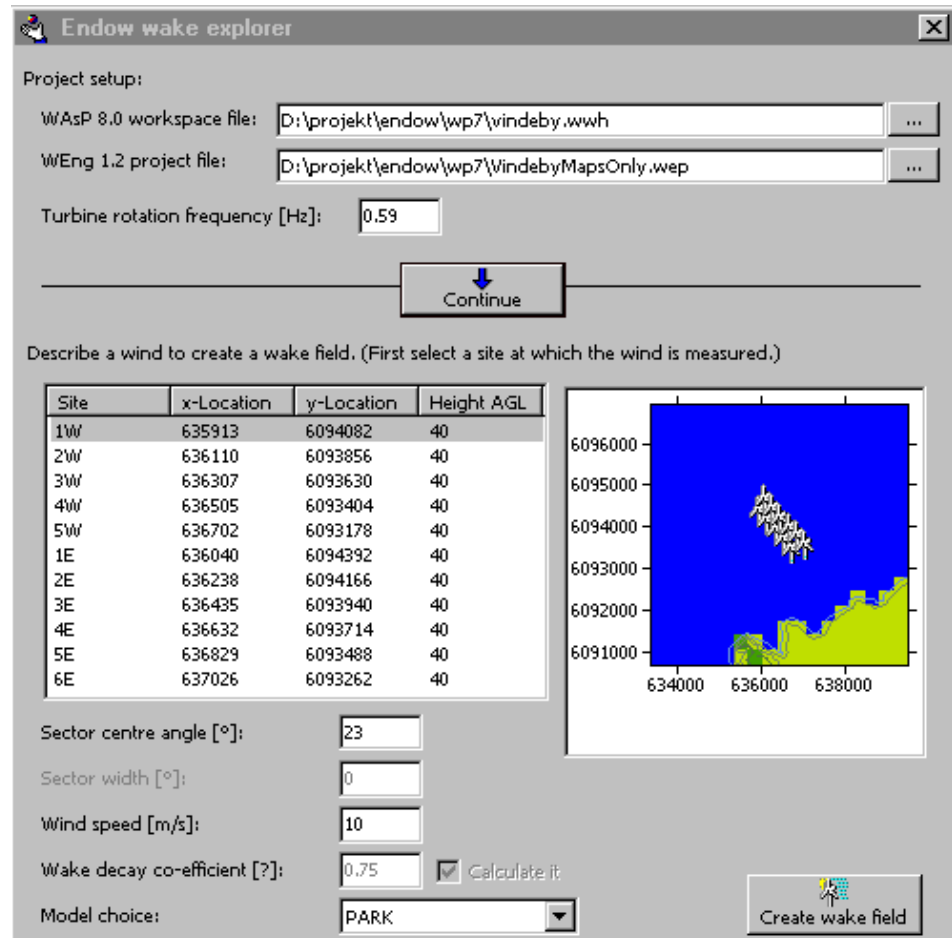 Endow wake explorer
Project setup:
WAsP 8.0 workspace file: D:\projekt\endow\wp7\vindeby.wwh ...
WEng 1.2 project file: D:\projekt\endow\wp7\VindebyMapsOnly.wep ...
Turbine rotation frequency [Hz]: 0.59
Continue
Describe a wind to create a wake field. (First select a site at which the wind is measured.)
Site x-Location y-Location Height AGL
1W 635913 6094082 40
2W 636110 6093856 40
3W 636307 6093630 40
4W 636505 6093404 40
5W 636702 6093178 40
1E 636040 6094392 40
2E 636238 6094166 40
3E 636435 6093940 40
4E 636632 6093714 40
5E 636829 6093488 40
6E 637026 6093262 40
6096000
6095000
6094000
6093000
6092000
6091000
634000 636000 638000
Sector centre angle [°]: 23
Sector width [°]: 0
Wind speed [m/s]: 10
Wake decay co-efficient [?]: 0.75 Calculate it
Model choice: PARK
Create wake field